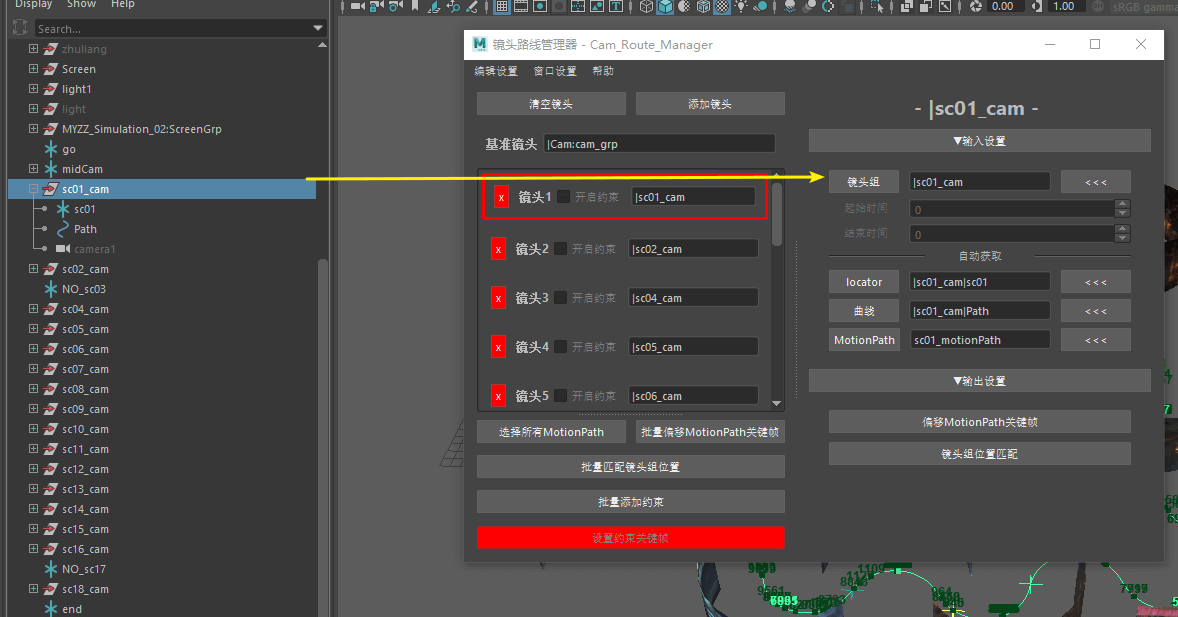 Display Show Help
0.00 1.00 sRGB gamma
Search...
zhuliang
Screen
light1
light
MYZZ_Simulation_02:ScreenGrp
go
midCam
sc01_cam
sc01
Path
camera1
sc02_cam
NO_sc03
sc04_cam
sc05_cam
sc06_cam
sc07_cam
sc08_cam
sc09_cam
sc10_cam
sc11_cam
sc12_cam
sc13_cam
sc14_cam
sc15_cam
sc16_cam
NO_sc17
sc18_cam
end
镜头路线管理器 - Cam_Route_Manager
编辑设置 窗口设置 帮助
清空镜头 添加镜头
基准镜头 |Cam:cam_grp
x 镜头1 开启约束 |sc01_cam
x 镜头2 开启约束 |sc02_cam
x 镜头3 开启约束 |sc04_cam
x 镜头4 开启约束 |sc05_cam
x 镜头5 开启约束 |sc06_cam
选择所有MotionPath 批量偏移MotionPath关键帧
批量匹配镜头组位置
批量添加约束
设置约束关键帧
- |sc01_cam -
▼输入设置
镜头组 |sc01_cam <<<
起始时间 0
结束时间 0
自动获取
locator |sc01_cam|sc01 <<<
曲线 |sc01_cam|Path <<<
MotionPath sc01_motionPath <<<
▼输出设置
偏移MotionPath关键帧
镜头组位置匹配